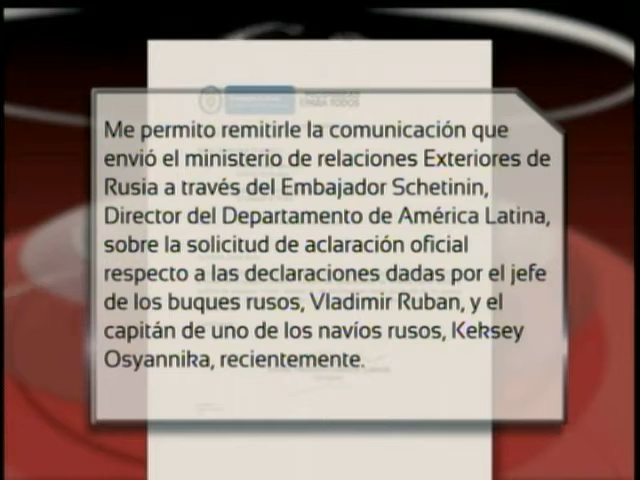 PARA TODOS
Me permito remitirle la comunicación que
envió el ministerio de relaciones Exteriores de
Rusia a través del Embajador Schetinin,
Director del Departamento de América Latina,
sobre la solicitud de aclaración oficial
respecto a las declaraciones dadas por el jefe
de los buques rusos, Vladimir Ruban, y el
capitán de uno de los navíos rusos, Keksey
Osyannika, recientemente.